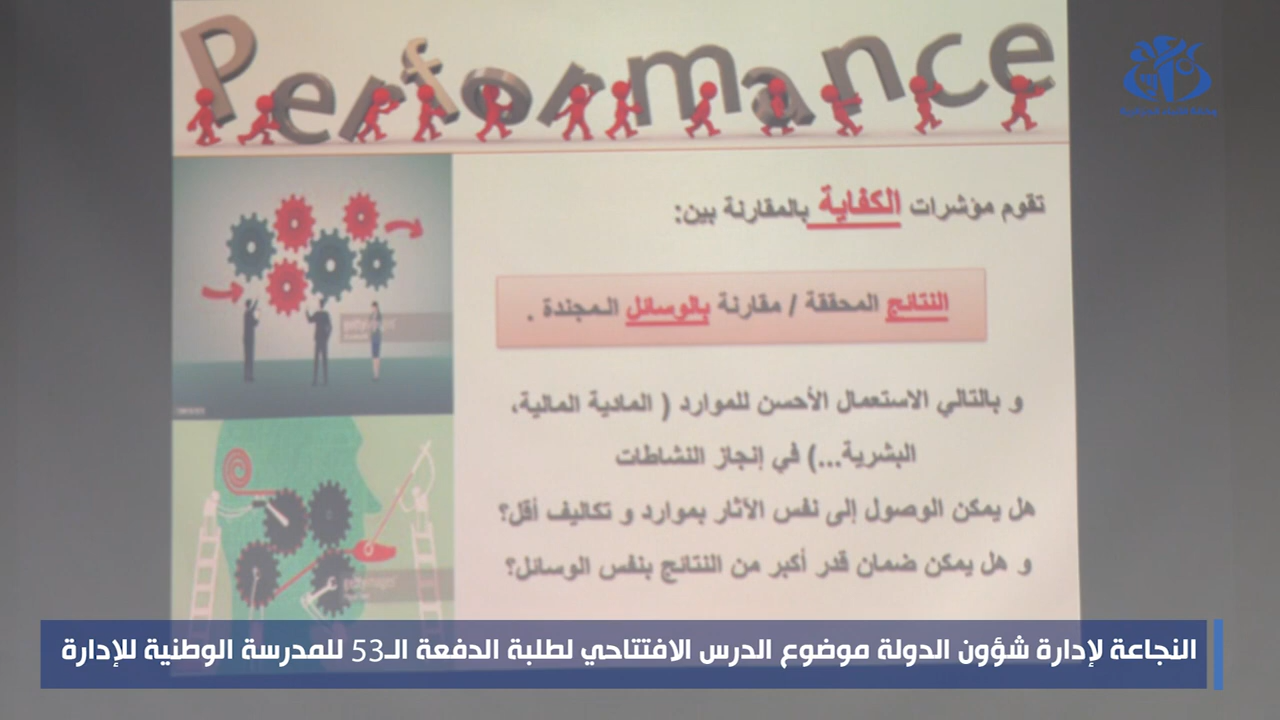 Performance
تقوم مؤشرات الكفاية بالمقارنة بين:
النتائج المحققة / مقارنة بالوسائل المجندة .
و بالتالي الاستعمال الأحسن للموارد ( المادية المالية،
البشرية...) في إنجاز النشاطات
هل يمكن الوصول إلى نفس الآثار بموارد و تكاليف أقل؟
و هل يمكن ضمان قدر أكبر من النتائج بنفس الوسائل؟
النجاعة لإدارة شؤون الدولة موضوع الدرس الافتتاحي لطلبة الدفعة الـ53 للمدرسة الوطنية للإدارة